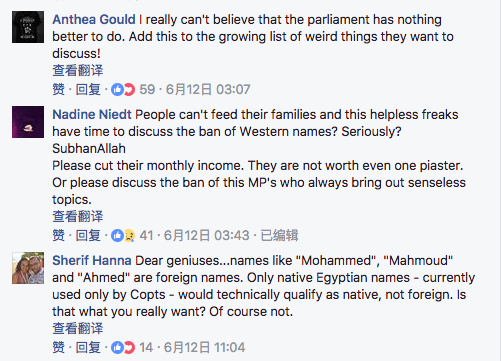 Anthea Gould I really can't believe that the parliament has nothing
better to do. Add this to the growing list of weird things they want to
discuss!
查看翻译
赞 · 回复 · 59 · 6月12日 03:07
Nadine Niedt People can't feed their families and this helpless freaks
have time to discuss the ban of Western names? Seriously?
SubhanAllah
Please cut their monthly income. They are not worth even one piaster.
Or please discuss the ban of this MP's who always bring out senseless
topics.
查看翻译
赞 · 回复 · 41 · 6月12日 03:43 · 已编辑
Sherif Hanna Dear geniuses...names like "Mohammed", "Mahmoud"
and "Ahmed" are foreign names. Only native Egyptian names - currently
used only by Copts - would technically qualify as native, not foreign. Is
that what you really want? Of course not.
查看翻译
赞 · 回复 · 14 · 6月12日 11:04